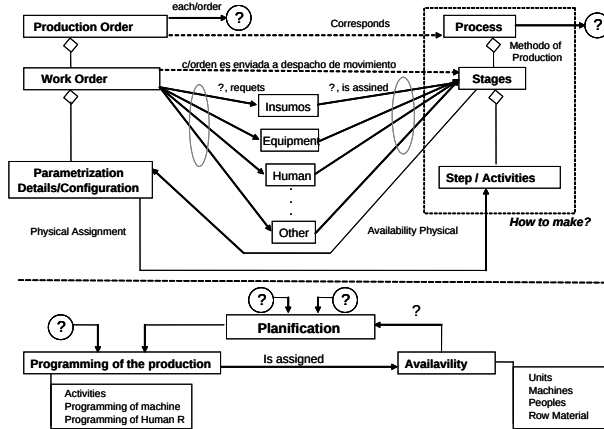 each/order
?
Production Order
Corresponds
Process
?
c/orden es enviada a despacho de movimiento
Methodo of
Production
Work Order
Stages
?, requets
?, is assined
Insumos
Equipment
Human
.
.
.
Other
Parametrization
Details/Configuration
Step / Activities
Physical Assignment
Availability Physical
How to make?
?
?
?
?
Planification
Is assigned
Programming of the production
Availavility
Activities
Programming of machine
Programming of Human R
Units
Machines
Peoples
Row Material